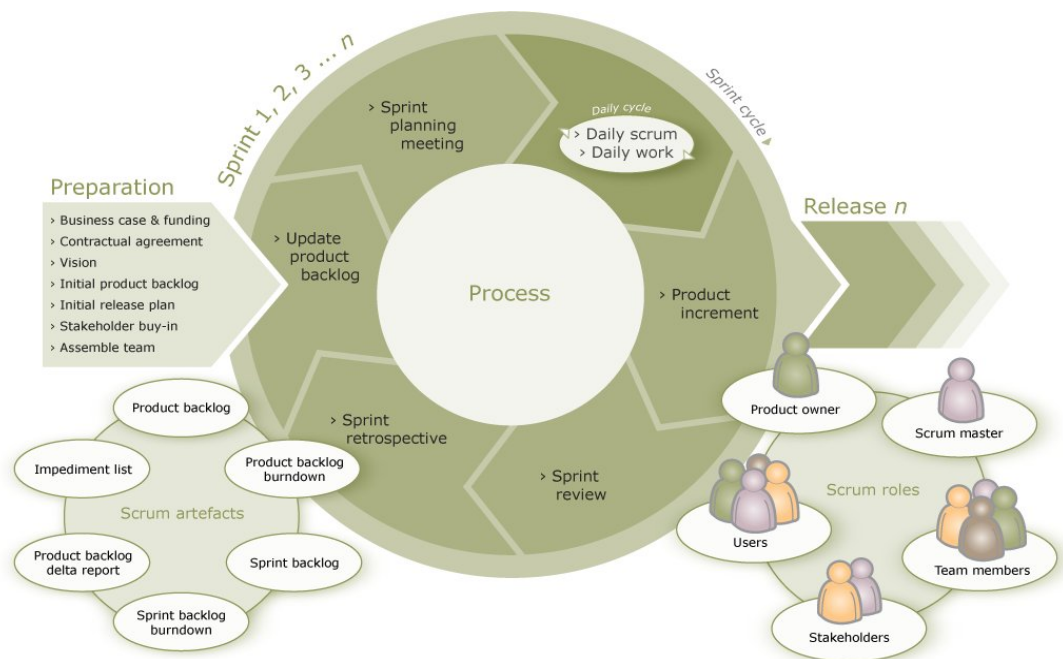 Sprint 1, 2, 3 ... n
Sprint cycle
Preparation
› Business case & funding
› Contractual agreement
› Vision
› Initial product backlog
› Initial release plan
› Stakeholder buy-in
› Assemble team
› Sprint
planning
meeting
Daily cycle
› Daily scrum
› Daily work
› Update
product
backlog
Process
› Product
increment
› Sprint
retrospective
› Sprint
review
Release n
Product backlog
Impediment list
Product backlog
burndown
Scrum artefacts
Product backlog
delta report
Sprint backlog
Sprint backlog
burndown
Product owner
Scrum master
Scrum roles
Users
Team members
Stakeholders